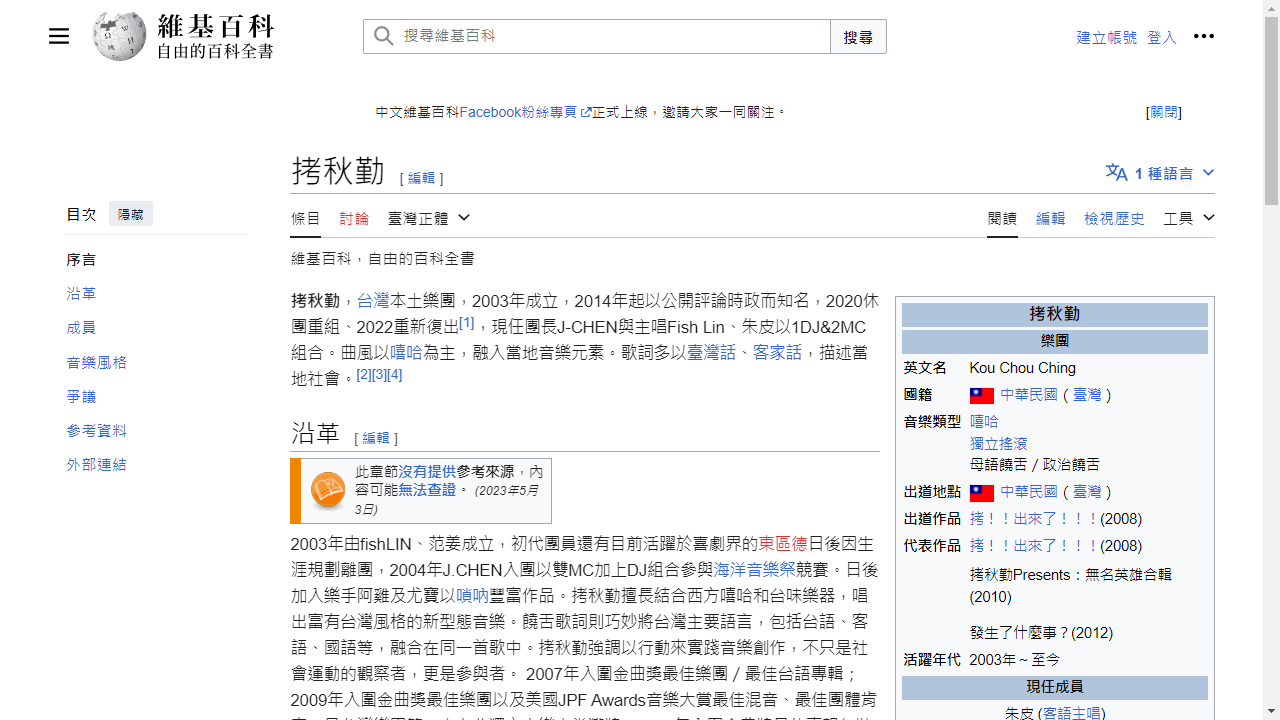 維基百科
自由的百科全書
搜尋維基百科
搜尋
建立帳號 登入
中文維基百科Facebook粉絲專頁正式上線，邀請大家一同關注。
[關閉]
拷秋勤 [ 編輯 ]
1 種語言
目次 隱藏
序言
沿革
成員
音樂風格
爭議
參考資料
外部連結
條目 討論 臺灣正體
閱讀 編輯 檢視歷史 工具
維基百科，自由的百科全書
拷秋勤，台灣本土樂團，2003年成立，2014年起以公開評論時政而知名，2020休
團重組、2022重新復出[1]，現任團長J-CHEN與主唱Fish Lin、朱皮以1DJ&2MC
組合。曲風以嘻哈為主，融入當地音樂元素。歌詞多以臺灣話、客家話，描述當
地社會。[2][3][4]
沿革 [ 編輯 ]
此章節沒有提供參考來源，內
容可能無法查證。 (2023年5月
3日)
2003年由fishLIN、范姜成立，初代團員還有目前活躍於喜劇界的東區德日後因生
涯規劃離團，2004年J.CHEN入團以雙MC加上DJ組合參與海洋音樂祭競賽。日後
加入樂手阿雞及尤寶以嗩吶豐富作品。拷秋勤擅長結合西方嘻哈和台味樂器，唱
出富有台灣風格的新型態音樂。饒舌歌詞則巧妙將台灣主要語言，包括台語、客
語、國語等，融合在同一首歌中。拷秋勤強調以行動來實踐音樂創作，不只是社
會運動的觀察者，更是參與者。 2007年入圍金曲獎最佳樂團／最佳台語專輯；
2009年入圍金曲獎最佳樂團以及美國JPF Awards音樂大賞最佳混音、最佳團體肯
拷秋勤
樂團
英文名 Kou Chou Ching
國籍 中華民國（臺灣）
音樂類型 嘻哈
獨立搖滾
母語饒舌／政治饒舌
出道地點 中華民國（臺灣）
出道作品 拷！！出來了！！！(2008)
代表作品 拷！！出來了！！！(2008)
拷秋勤Presents：無名英雄合輯
(2010)
發生了什麼事？(2012)
活躍年代 2003年～至今
現任成員
朱皮 (客語主唱)